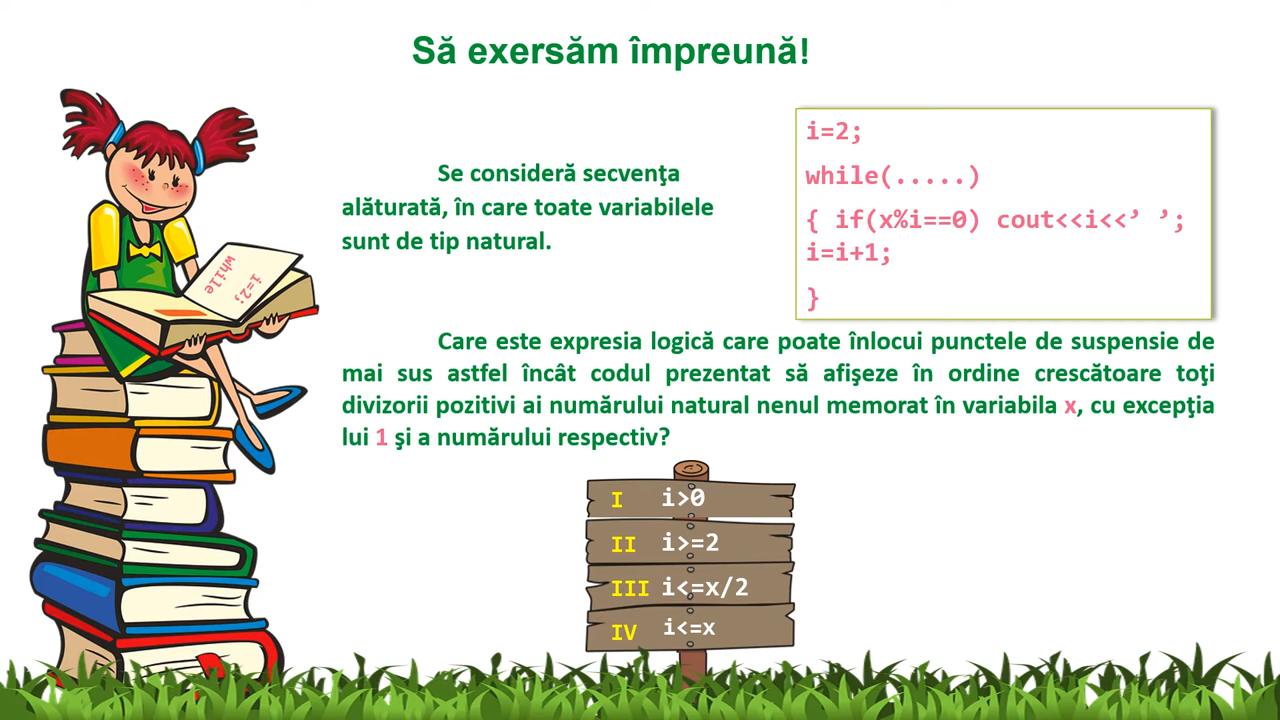 Să exersăm împreună!
Se consideră secvenţa
alăturată, în care toate variabilele
sunt de tip natural.
i=2;
while(.....)
{ if(x%i==0) cout<<i<<’ ’;
i=i+1;
}
while
i=2;
Care este expresia logică care poate înlocui punctele de suspensie de
mai sus astfel încât codul prezentat să afişeze în ordine crescătoare toţi
divizorii pozitivi ai numărului natural nenul memorat în variabila x, cu excepţia
lui 1 şi a numărului respectiv?
I i>0
II i>=2
III i<=x/2
IV i<=x